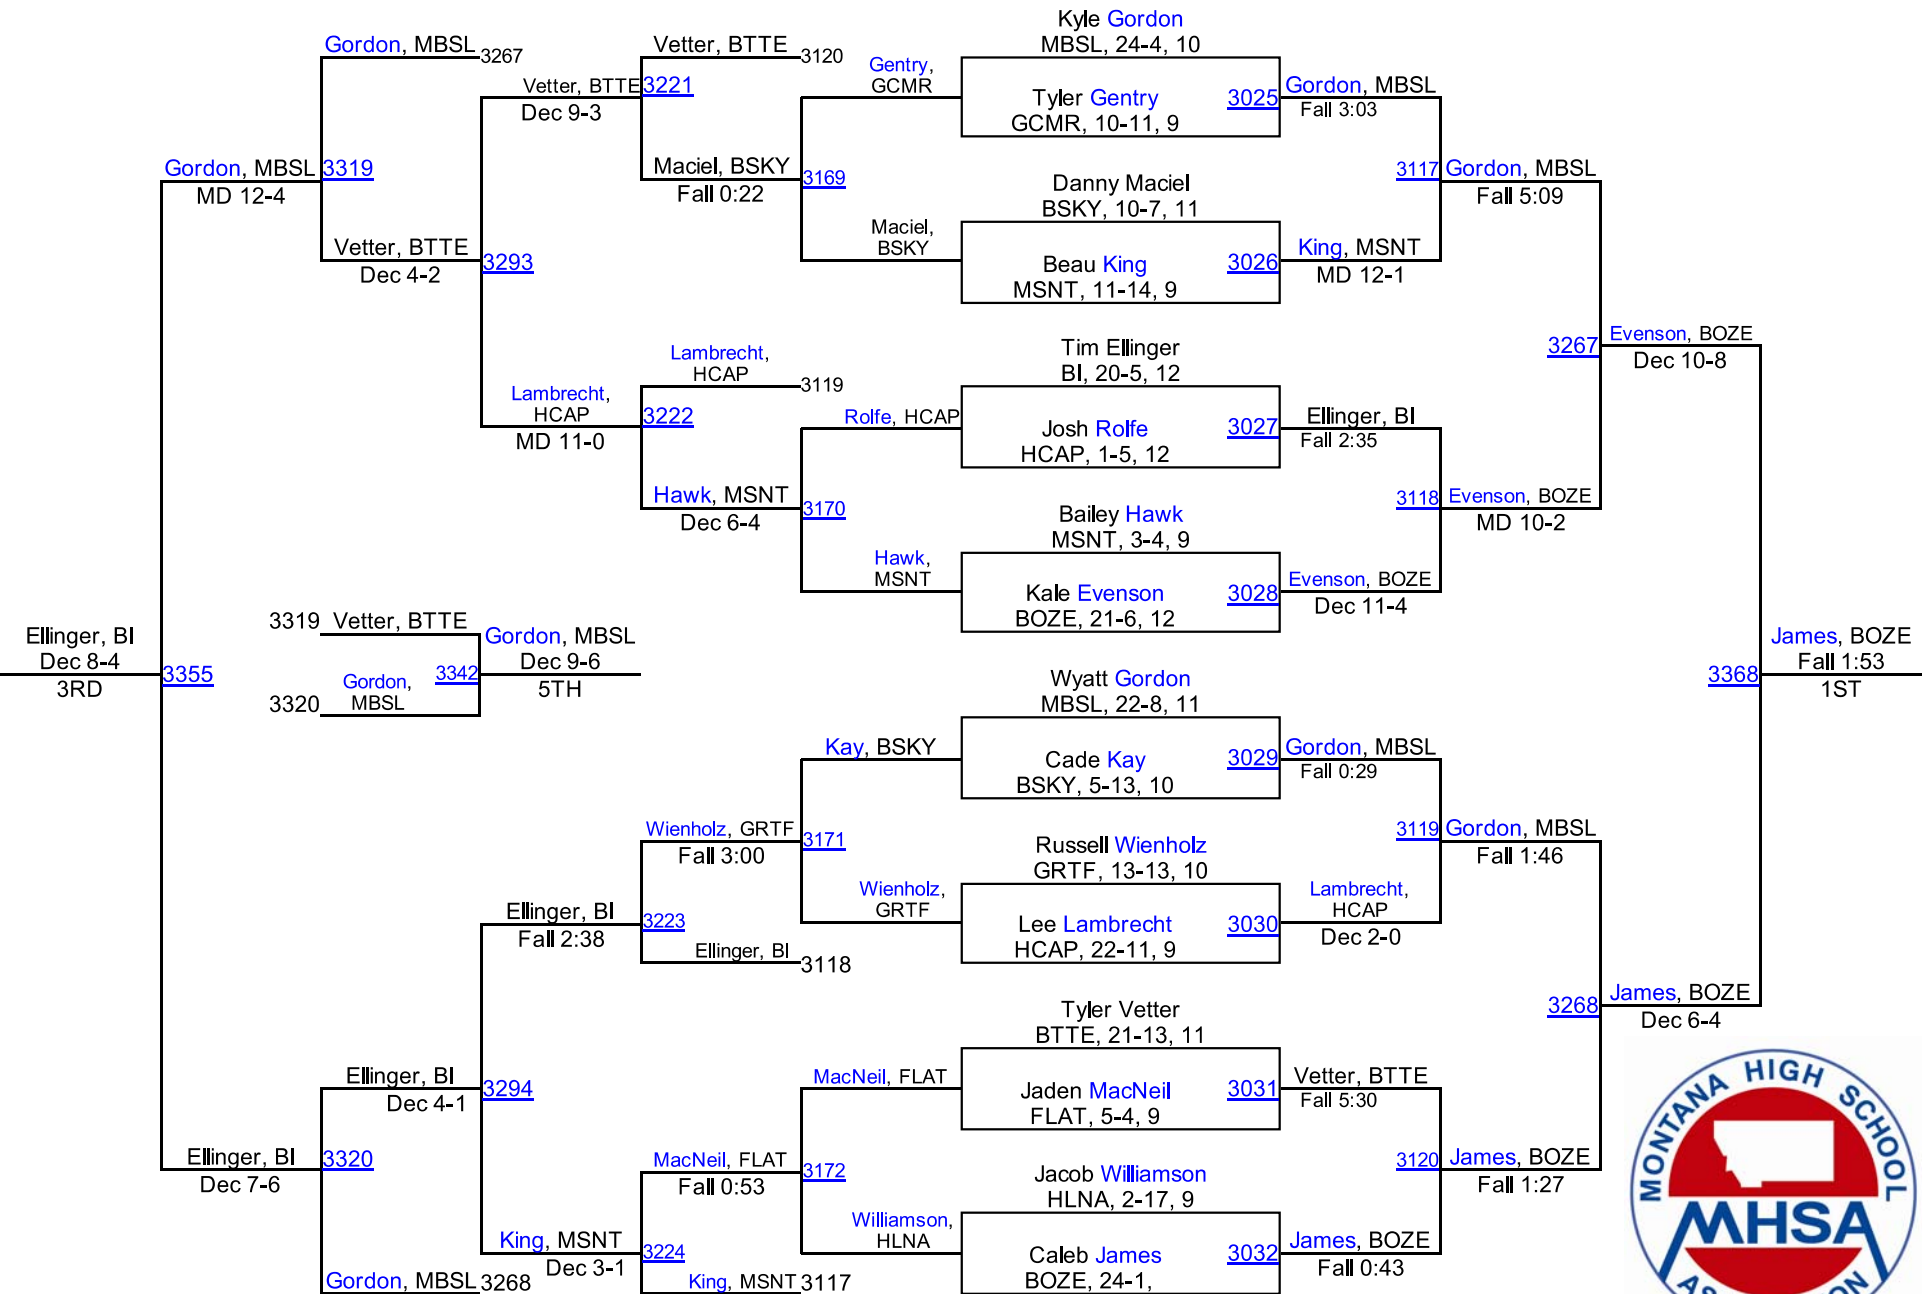 Kyle Gordon
Gordon, MBSL
3267
Vetter, BTTE
3120
MBSL, 24-4, 10
Gentry,
GCMR
Vetter, BTTE
3221
Dec 9-3
Tyler Gentry
3025
GCMR, 10-11, 9
Gordon, MBSL
Fall 3:03
Gordon, MBSL
3319
MD 12-4
Maciel, BSKY
3169
Fall 0:22
Danny Maciel
BSKY, 10-7, 11
3117
Gordon, MBSL
Fall 5:09
Vetter, BTTE
3293
Dec 4-2
Maciel,
BSKY
Beau King
3026
MSNT, 11-14, 9
King, MSNT
MD 12-1
Lambrecht,
HCAP
3119
Tim Ellinger
BI, 20-5, 12
3267
Evenson, BOZE
Dec 10-8
Lambrecht,
HCAP
3222
MD 11-0
Rolfe, HCAP
Josh Rolfe
3027
HCAP, 1-5, 12
Ellinger, BI
Fall 2:35
Hawk, MSNT
3170
Dec 6-4
Bailey Hawk
MSNT, 3-4, 9
3118
Evenson, BOZE
MD 10-2
Hawk,
MSNT
Kale Evenson
3028
BOZE, 21-6, 12
Evenson, BOZE
Dec 11-4
Ellinger, BI
Dec 8-4
3355
3RD
3319
Vetter, BTTE
Gordon, MBSL
Dec 9-6
3342
5TH
3320
Gordon,
MBSL
Wyatt Gordon
MBSL, 22-8, 11
3368
James, BOZE
Fall 1:53
1ST
Kay, BSKY
Cade Kay
3029
BSKY, 5-13, 10
Gordon, MBSL
Fall 0:29
Wienholz, GRTF
3171
Fall 3:00
Russell Wienholz
GRTF, 13-13, 10
3119
Gordon, MBSL
Fall 1:46
Ellinger, BI
3223
Fall 2:38
Wienholz,
GRTF
Lee Lambrecht
3030
HCAP, 22-11, 9
Lambrecht,
HCAP
Dec 2-0
Ellinger, BI
3118
Tyler Vetter
BTTE, 21-13, 11
3268
James, BOZE
Dec 6-4
Ellinger, BI
3294
Dec 4-1
MacNeil, FLAT
Jaden MacNeil
3031
FLAT, 5-4, 9
Vetter, BTTE
Fall 5:30
Ellinger, BI
3320
Dec 7-6
MacNeil, FLAT
3172
Fall 0:53
Jacob Williamson
HLNA, 2-17, 9
3120
James, BOZE
Fall 1:27
King, MSNT
3224
Dec 3-1
Williamson,
HLNA
Caleb James
3032
BOZE, 24-1,
James, BOZE
Fall 0:43
Gordon, MBSL
3268
King, MSNT
3117
MONTANA HIGH SCHOOL
MHSA